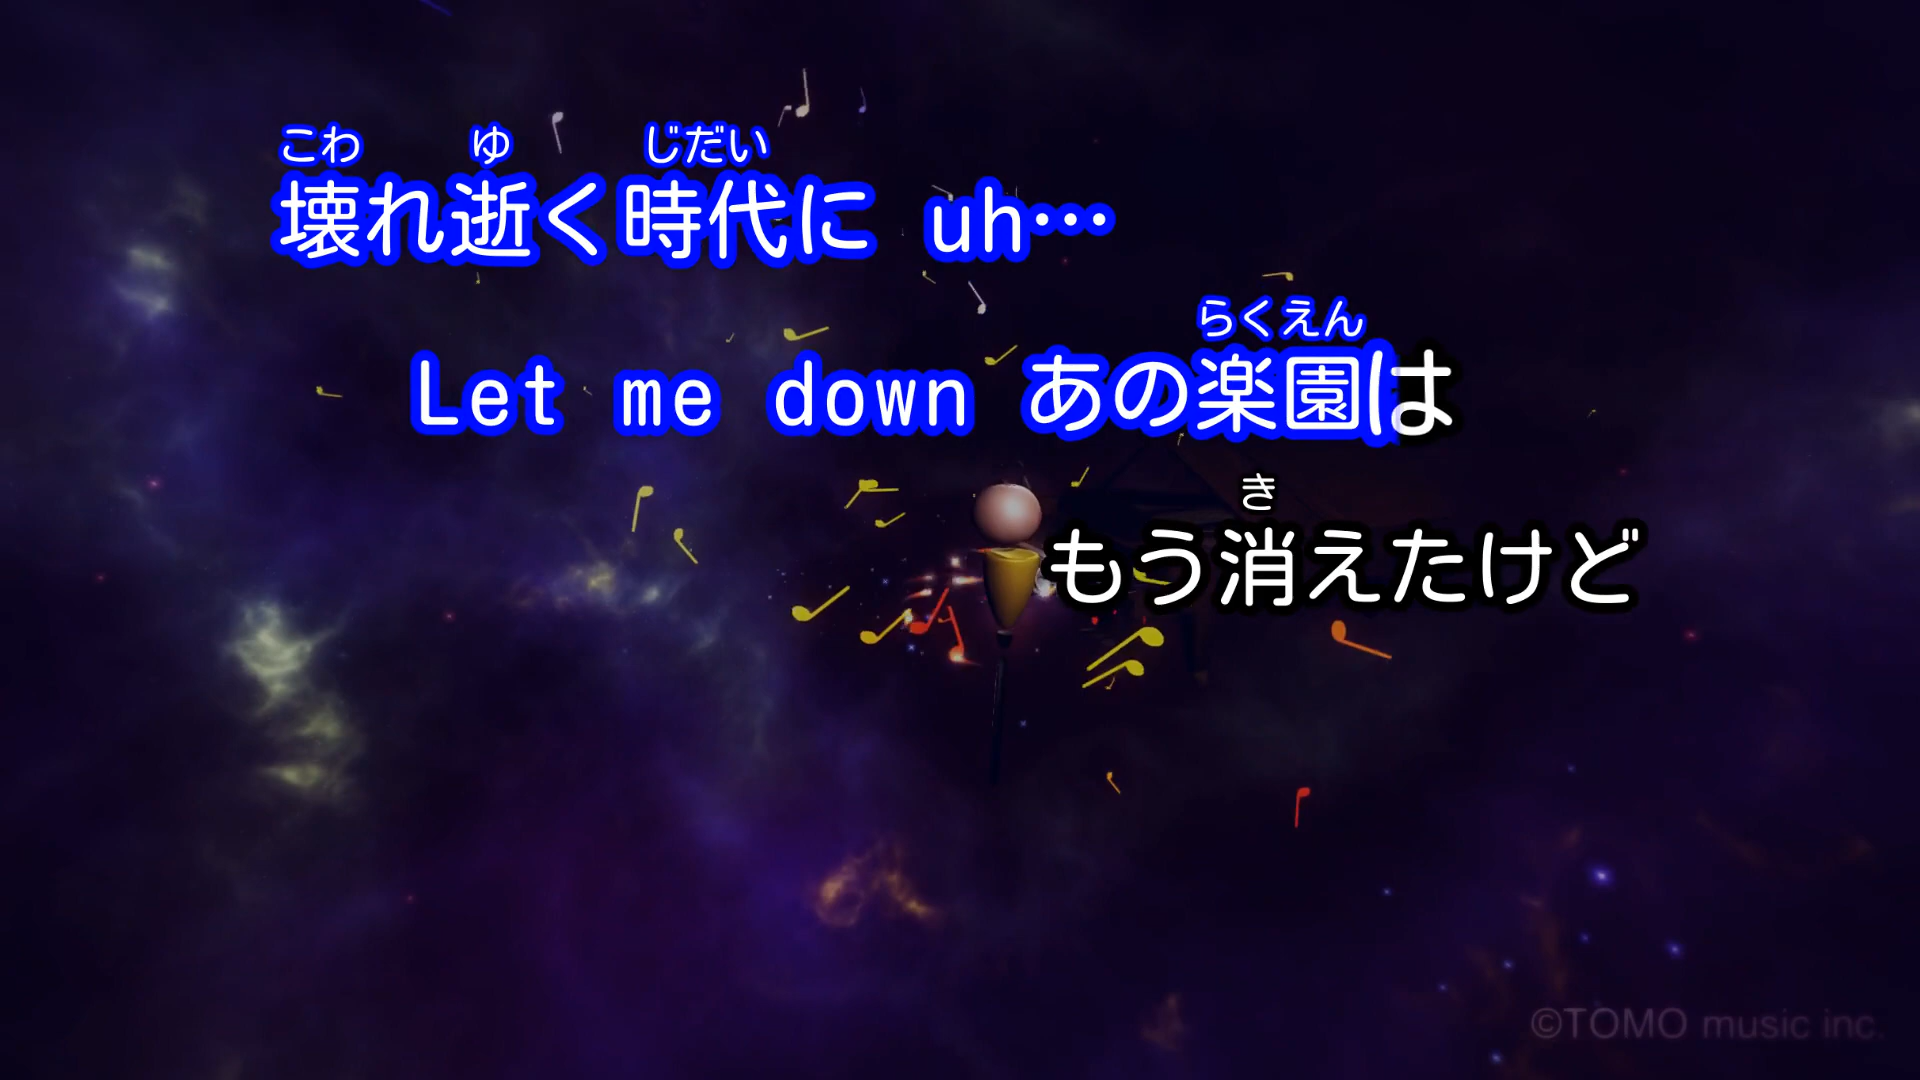 こわ ゆ じだい
壊れ逝く時代に uh…
らくえん
Let me down あの楽園は
き
もう消えたけど
©TOMO music inc.